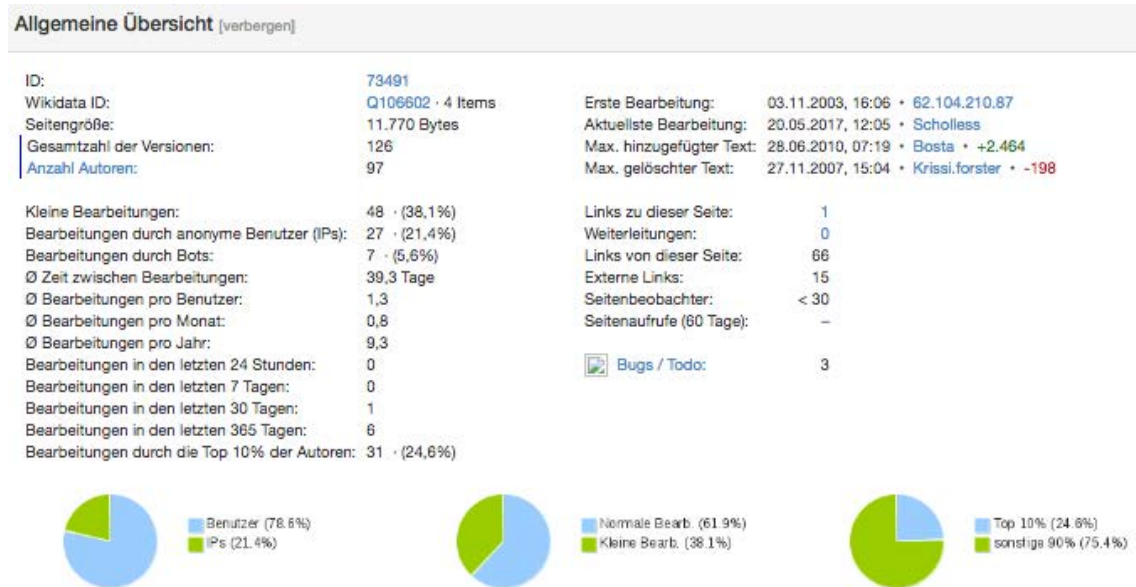 Allgemeine Übersicht [verbergen]
ID: 73491
Wikidata ID: Q106602 · 4 Items
Seitengröße: 11.770 Bytes
Gesamtzahl der Versionen: 126
Anzahl Autoren: 97
Erste Bearbeitung: 03.11.2003, 16:06 • 62.104.210.87
Aktuellste Bearbeitung: 20.05.2017, 12:05 • Scholless
Max. hinzugefügter Text: 28.06.2010, 07:19 • Bosta • +2.464
Max. gelöschter Text: 27.11.2007, 15:04 • Krissi.forster • -198
Kleine Bearbeitungen: 48 · (38,1%)
Bearbeitungen durch anonyme Benutzer (IPs): 27 · (21,4%)
Bearbeitungen durch Bots: 7 · (5,6%)
Ø Zeit zwischen Bearbeitungen: 39,3 Tage
Ø Bearbeitungen pro Benutzer: 1,3
Ø Bearbeitungen pro Monat: 0,8
Ø Bearbeitungen pro Jahr: 9,3
Bearbeitungen in den letzten 24 Stunden: 0
Bearbeitungen in den letzten 7 Tagen: 0
Bearbeitungen in den letzten 30 Tagen: 1
Bearbeitungen in den letzten 365 Tagen: 6
Bearbeitungen durch die Top 10% der Autoren: 31 · (24,6%)
Links zu dieser Seite: 1
Weiterleitungen: 0
Links von dieser Seite: 66
Externe Links: 15
Seitenbeobachter: < 30
Seitenaufrufe (60 Tage): –
Bugs / Todo: 3
Benutzer (78.6%)
IPs (21.4%)
Normale Bearb. (61.9%)
Kleine Bearb. (38.1%)
Top 10% (24.6%)
sonstige 90% (75.4%)